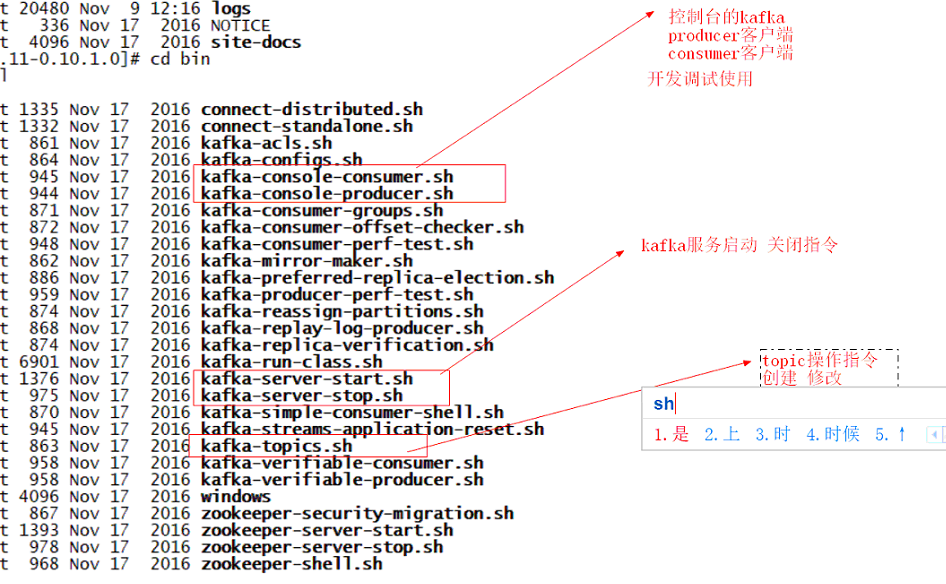 t 20480 Nov  9 12:16 logs
t   336 Nov 17  2016 NOTICE
t  4096 Nov 17  2016 site-docs
.11-0.10.1.0]# cd bin
l
t 1335 Nov 17  2016 connect-distributed.sh
t 1332 Nov 17  2016 connect-standalone.sh
t  861 Nov 17  2016 kafka-acls.sh
t  864 Nov 17  2016 kafka-configs.sh
t  945 Nov 17  2016 kafka-console-consumer.sh
t  944 Nov 17  2016 kafka-console-producer.sh
t  871 Nov 17  2016 kafka-consumer-groups.sh
t  872 Nov 17  2016 kafka-consumer-offset-checker.sh
t  948 Nov 17  2016 kafka-consumer-perf-test.sh
t  862 Nov 17  2016 kafka-mirror-maker.sh
t  886 Nov 17  2016 kafka-preferred-replica-election.sh
t  959 Nov 17  2016 kafka-producer-perf-test.sh
t  874 Nov 17  2016 kafka-reassign-partitions.sh
t  868 Nov 17  2016 kafka-replay-log-producer.sh
t  874 Nov 17  2016 kafka-replica-verification.sh
t 6901 Nov 17  2016 kafka-run-class.sh
t 1376 Nov 17  2016 kafka-server-start.sh
t  975 Nov 17  2016 kafka-server-stop.sh
t  870 Nov 17  2016 kafka-simple-consumer-shell.sh
t  945 Nov 17  2016 kafka-streams-application-reset.sh
t  863 Nov 17  2016 kafka-topics.sh
t  958 Nov 17  2016 kafka-verifiable-consumer.sh
t  958 Nov 17  2016 kafka-verifiable-producer.sh
t 4096 Nov 17  2016 windows
t  867 Nov 17  2016 zookeeper-security-migration.sh
t 1393 Nov 17  2016 zookeeper-server-start.sh
t  978 Nov 17  2016 zookeeper-server-stop.sh
t  968 Nov 17  2016 zookeeper-shell.sh
控制台的kafka
producer客户端
consumer客户端
开发调试使用
kafka服务启动 关闭指令
topic操作指令
创建 修改
sh
1.是 2.上 3.时 4.时候 5.↑